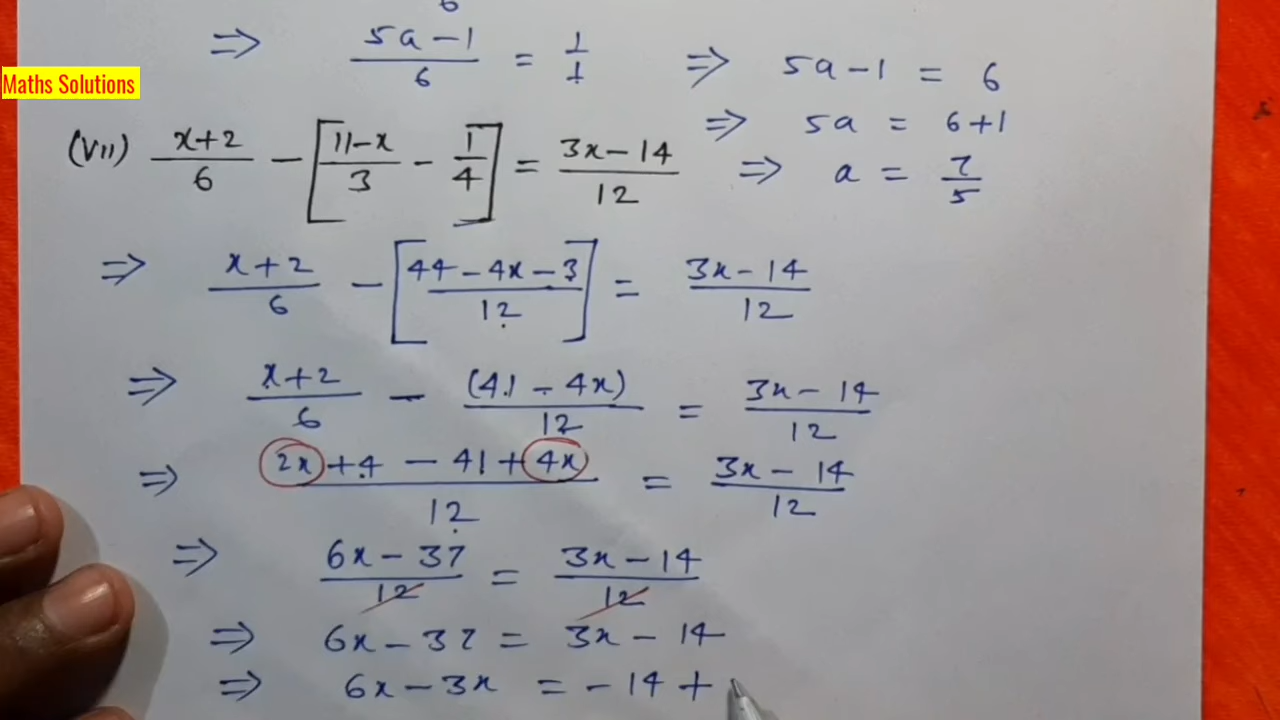 6
⇒ (5a-1)/6 = 1/1 ⇒ 5a-1 = 6
Maths Solutions
⇒ 5a = 6+1
(VII) (x+2)/6 - [(11-x)/3 - 1/4] = (3x-14)/12
⇒ a = 7/5
⇒ (x+2)/6 - [(44-4x-3)/12] = (3x-14)/12
⇒ (x+2)/6 - (41-4x)/12 = (3x-14)/12
⇒ (2x+4-41+4x)/12 = (3x-14)/12
⇒ (6x-37)/12 = (3x-14)/12
⇒ 6x-37 = 3x-14
⇒ 6x-3x = -14+